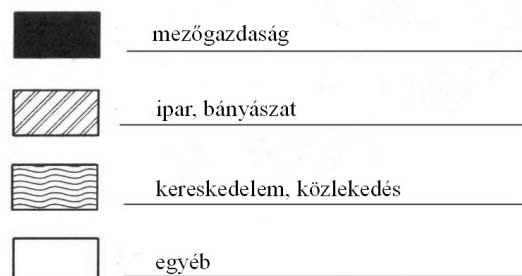 mezőgazdaság
ipar, bányászat
kereskedelem, közlekedés
egyéb